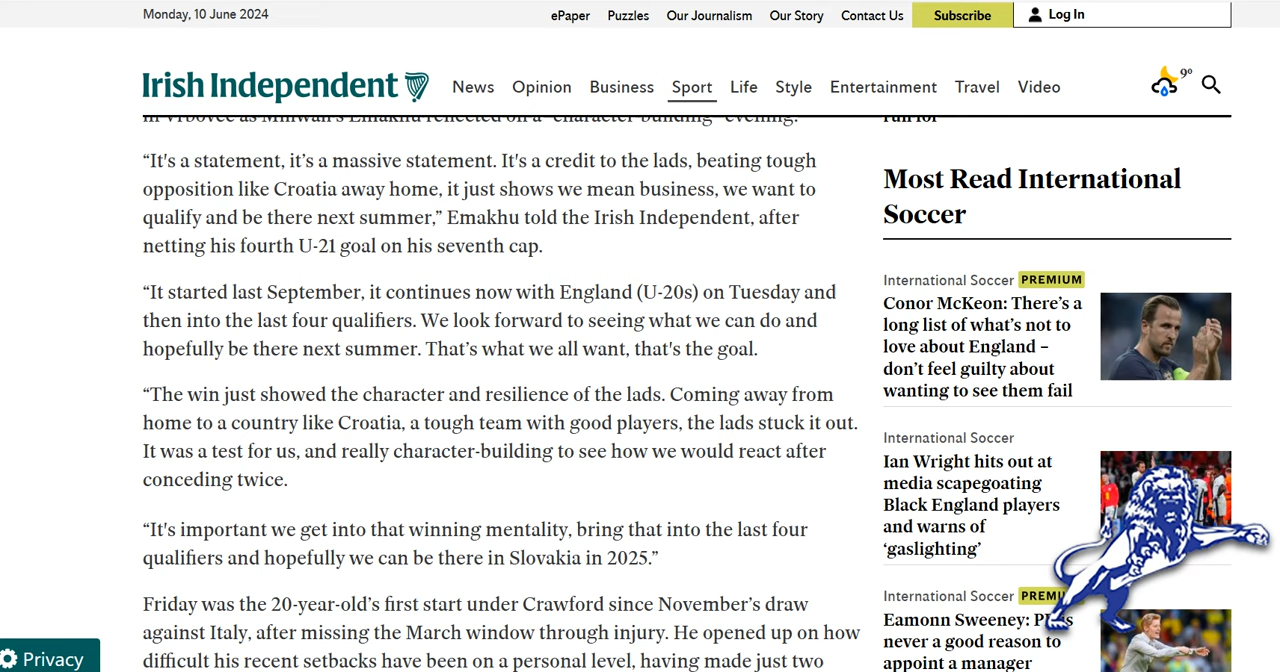 Monday, 10 June 2024
ePaper Puzzles Our Journalism Our Story Contact Us Subscribe Log In
Irish Independent News Opinion Business Sport Life Style Entertainment Travel Video 9°
in Vrbovec as Millwall's Emakhu reflected on a “character-building” evening.
“It's a statement, it’s a massive statement. It's a credit to the lads, beating tough
opposition like Croatia away home, it just shows we mean business, we want to
qualify and be there next summer,” Emakhu told the Irish Independent, after
netting his fourth U-21 goal on his seventh cap.
“It started last September, it continues now with England (U-20s) on Tuesday and
then into the last four qualifiers. We look forward to seeing what we can do and
hopefully be there next summer. That’s what we all want, that's the goal.
“The win just showed the character and resilience of the lads. Coming away from
home to a country like Croatia, a tough team with good players, the lads stuck it out.
It was a test for us, and really character-building to see how we would react after
conceding twice.
“It's important we get into that winning mentality, bring that into the last four
qualifiers and hopefully we can be there in Slovakia in 2025.”
Friday was the 20-year-old’s first start under Crawford since November’s draw
against Italy, after missing the March window through injury. He opened up on how
difficult his recent setbacks have been on a personal level, having made just two
Privacy
run for
Most Read International
Soccer
International Soccer PREMIUM
Conor McKeon: There’s a
long list of what’s not to
love about England –
don’t feel guilty about
wanting to see them fail
International Soccer
Ian Wright hits out at
media scapegoating
Black England players
and warns of
‘gaslighting’
International Soccer
Eamonn Sweeney:
never a good reason to
appoint a manager